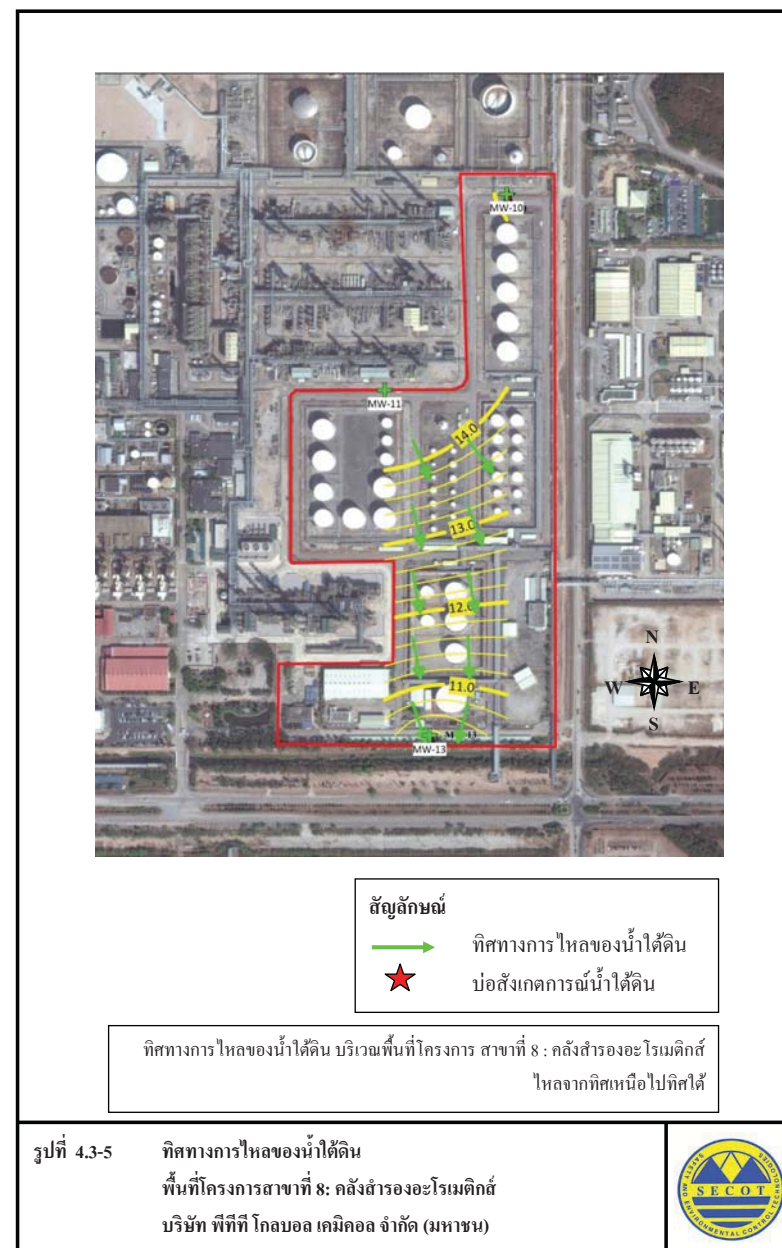 MW-10
MW-11
14.0
13.0
12.0
11.0
MW-13
MW-13
N
W E
S
สัญลักษณ์
ทิศทางการไหลของน้ำใต้ดิน
บ่อสังเกตการณ์น้ำใต้ดิน
ทิศทางการไหลของน้ำใต้ดิน บริเวณพื้นที่โครงการ สาขาที่ 8 : คลังสำรองอะโรเมติกส์
ไหลจากทิศเหนือไปทิศใต้
รูปที่ 4.3-5 ทิศทางการไหลของน้ำใต้ดิน
พื้นที่โครงการสาขาที่ 8: คลังสำรองอะโรเมติกส์
บริษัท พีทีที โกลบอล เคมิคอล จำกัด (มหาชน)
SECOT
SAFETY AND ENVIRONMENTAL CONTROL TECHNOLOGIES